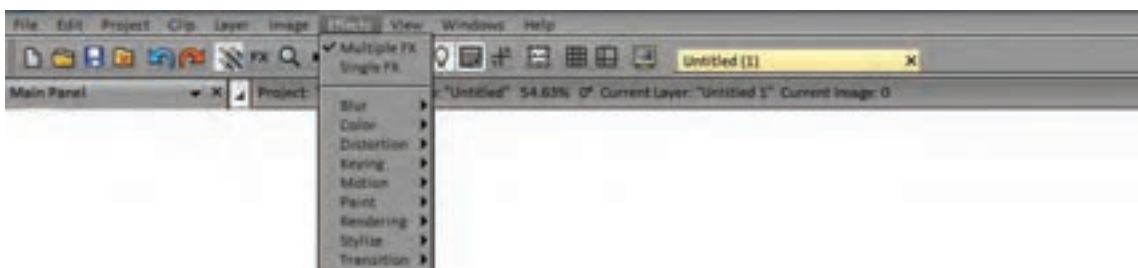 File Edit Project Clip Layer Image Effects View Windows Help
FX
Untitled (1)
Main Panel
Project: "Untitled" 54.63% 0° Current Layer: "Untitled 1" Current Image: 0
Multiple FX
Single FX
Blur
Color
Distortion
Keying
Motion
Paint
Rendering
Stylize
Transition